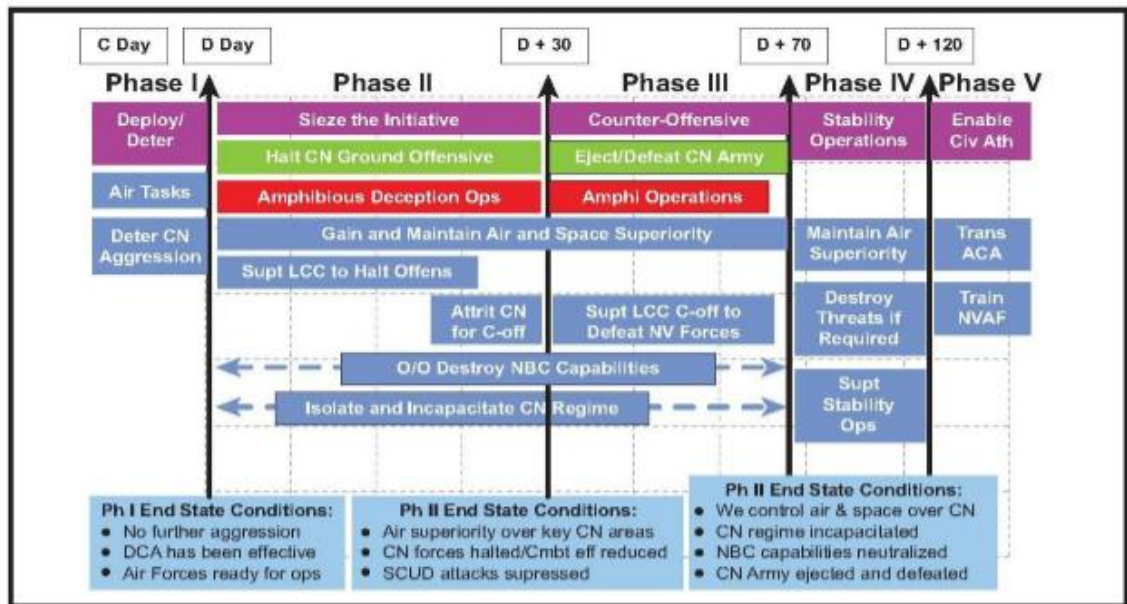 C Day
D Day
D + 30
D + 70
D + 120
Phase I
Phase II
Phase III
Phase IV
Phase V
Deploy/
Deter
Sieze the Initiative
Counter-Offensive
Stability
Operations
Enable
Civ Ath
Halt CN Ground Offensive
Eject/Defeat CN Army
Air Tasks
Amphibious Deception Ops
Amphi Operations
Deter CN
Aggression
Gain and Maintain Air and Space Superiority
Maintain Air
Superiority
Trans
ACA
Supt LCC to Halt Offens
Attrit CN
for C-off
Supt LCC C-off to
Defeat NV Forces
Destroy
Threats if
Required
Train
NVAF
O/O Destroy NBC Capabilities
Isolate and Incapacitate CN Regime
Supt
Stability
Ops
Ph I End State Conditions:
• No further aggression
• DCA has been effective
• Air Forces ready for ops
Ph II End State Conditions:
• Air superiority over key CN areas
• CN forces halted/Cmbt eff reduced
• SCUD attacks supressed
Ph II End State Conditions:
• We control air & space over CN
• CN regime incapacitated
• NBC capabilities neutralized
• CN Army ejected and defeated